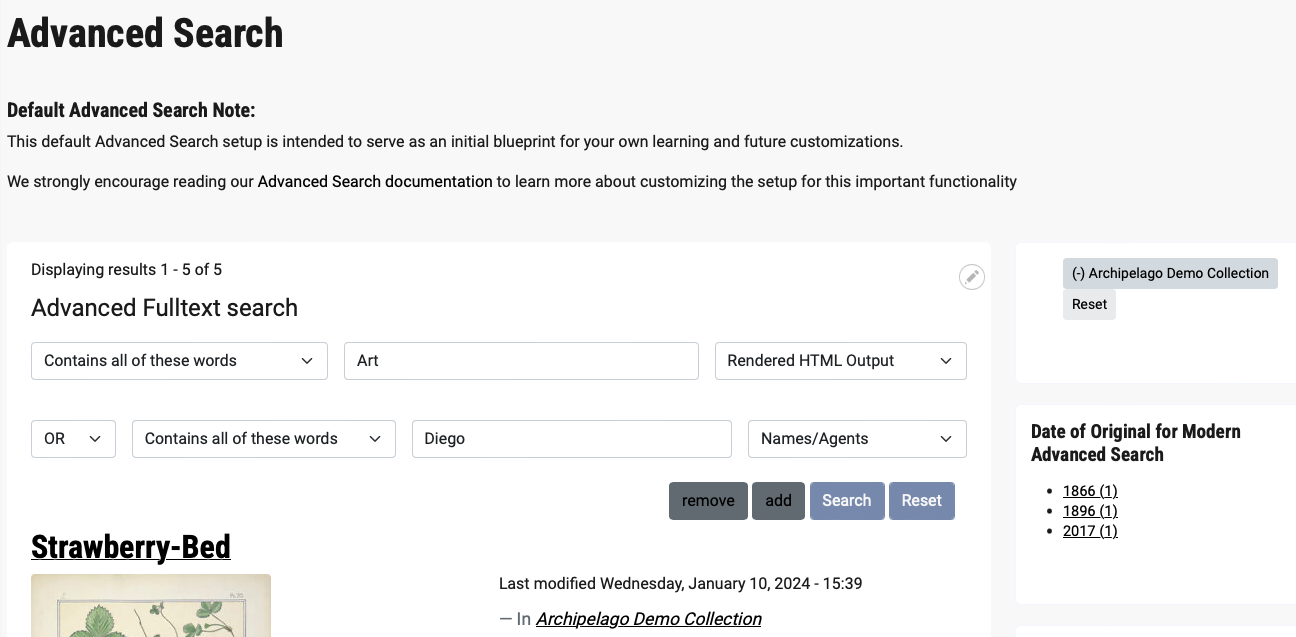 Advanced Search
Default Advanced Search Note:
This default Advanced Search setup is intended to serve as an initial blueprint for your own learning and future customizations.
We strongly encourage reading our Advanced Search documentation to learn more about customizing the setup for this important functionality
Displaying results 1 - 5 of 5
Advanced Fulltext search
Contains all of these words Art Rendered HTML Output
OR Contains all of these words Diego Names/Agents
remove add Search Reset
Strawberry-Bed
Last modified Wednesday, January 10, 2024 - 15:39
— In Archipelago Demo Collection
(-) Archipelago Demo Collection
Reset
Date of Original for Modern
Advanced Search
• 1866 (1)
• 1896 (1)
• 2017 (1)